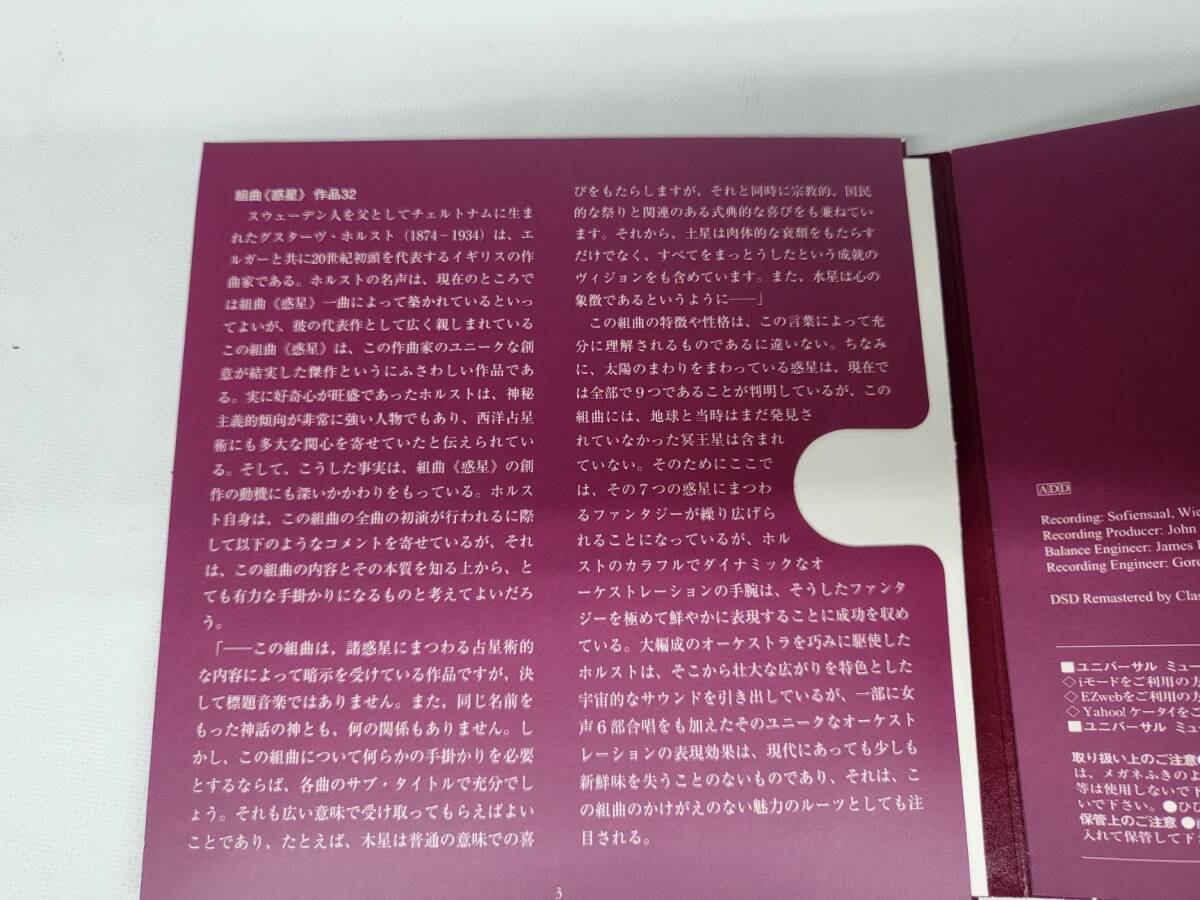 組曲《惑星》 作品32
スウェーデン人を父としてチェルトナムに生ま
れたグスターヴ・ホルスト（1874－1934）は、エ
ルガーと共に20世紀初頭を代表するイギリスの作
曲家である。ホルストの名声は、現在のところで
は組曲《惑星》一曲によって築かれているといっ
てよいが、彼の代表作として広く親しまれている
この組曲《惑星》は、この作曲家のユニークな創
意が結実した傑作というにふさわしい作品であ
る。実に好奇心が旺盛であったホルストは、神秘
主義的傾向が非常に強い人物でもあり、西洋占星
術にも多大な関心を寄せていたと伝えられてい
る。そして、こうした事実は、組曲《惑星》の創
作の動機にも深いかかわりをもっている。ホルス
ト自身は、この組曲の全曲の初演が行われるに際
して以下のようなコメントを寄せているが、それ
は、この組曲の内容とその本質を知る上から、と
ても有力な手掛かりになるものと考えてよいだろ
う。
「――この組曲は、諸惑星にまつわる占星術的
な内容によって暗示を受けている作品ですが、決
して標題音楽ではありません。また、同じ名前を
もった神話の神とも、何の関係もありません。し
かし、この組曲について何らかの手掛かりを必要
とするならば、各曲のサブ・タイトルで充分でし
ょう。それも広い意味で受け取ってもらえばよい
ことであり、たとえば、木星は普通の意味での喜
びをもたらしますが、それと同時に宗教的、国民
的な祭りと関連のある式典的な喜びをも兼ねてい
ます。それから、土星は肉体的な衰頽をもたらす
だけでなく、すべてをまっとうしたという成就の
ヴィジョンをも含めています。また、水星は心の
象徴であるというように――」
この組曲の特徴や性格は、この言葉によって充
分に理解されるものであるに違いない。ちなみ
に、太陽のまわりをまわっている惑星は、現在で
は全部で９つであることが判明しているが、この
組曲には、地球と当時はまだ発見さ
れていなかった冥王星は含まれ
ていない。そのためにここで
は、その７つの惑星にまつわ
るファンタジーが繰り広げら
れることになっているが、ホル
ストのカラフルでダイナミックなオ
ーケストレーションの手腕は、そうしたファンタ
ジーを極めて鮮やかに表現することに成功を収め
ている。大編成のオーケストラを巧みに駆使した
ホルストは、そこから壮大な広がりを特色とした
宇宙的なサウンドを引き出しているが、一部に女
声６部合唱をも加えたそのユニークなオーケスト
レーションの表現効果は、現代にあっても少しも
新鮮味を失うことのないものであり、それは、こ
の組曲のかけがえのない魅力のルーツとしても注
目される。
3
ADD
Recording: Sofiensaal, Wie
Recording Producer: John
Balance Engineer: James
Recording Engineer: Gor
DSD Remastered by Clas
■ユニバーサル ミュー
◇iモードをご利用の方
◇EZwebをご利用の方
◇Yahoo!ケータイをご
■ユニバーサル ミュ
取り扱い上のご注意●
は、メガネふきのよ
等は使用しないで下
いで下さい。●ひび
保管上のご注意 ●直
入れて保管して下さ